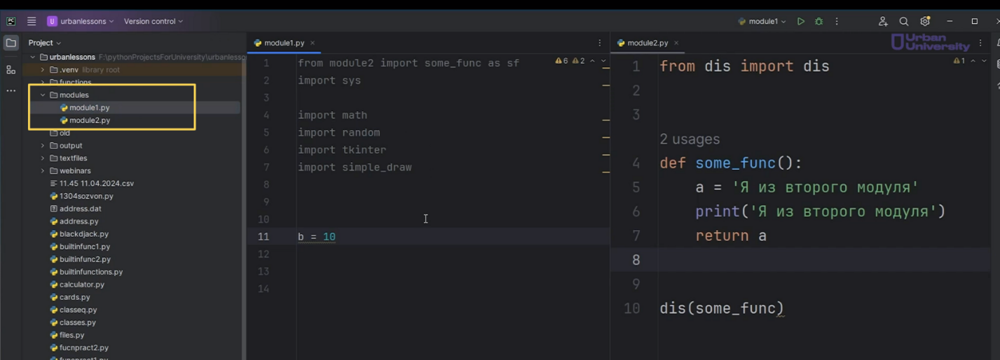 PC
U urbanlessons Version control
module1
Project
urbanlessons F:\pythonProjectsForUniversity\urbanlesso
.venv library root
functions
modules
module1.py
module2.py
old
output
textfiles
webinars
11.45 11.04.2024.csv
1304sozvon.py
address.dat
address.py
blackdjack.py
builtinfunc1.py
builtinfunc2.py
builtinfunctions.py
calculator.py
cards.py
classeq.py
classes.py
files.py
fucnpract2.py
module1.py
6 2
1 from module2 import some_func as sf
2 import sys
3
4 import math
5 import random
6 import tkinter
7 import simple_draw
8
9
10
11 b = 10
12
13
14
module2.py
Urban
University
1
1 from dis import dis
2
3
2 usages
4 def some_func():
5 a = 'Я из второго модуля'
6 print('Я из второго модуля')
7 return a
8
9
10 dis(some_func)